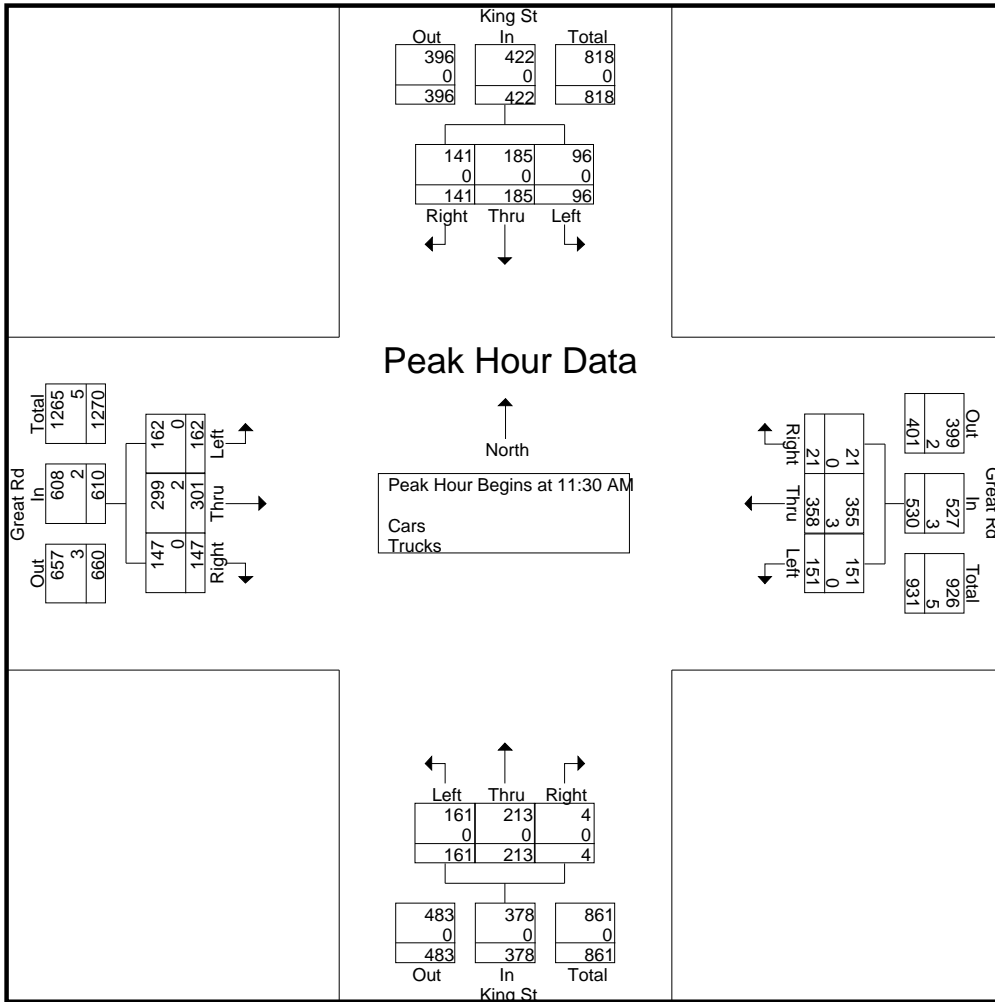 King St
Out In Total
396 422 818
0 0 0
396 422 818
141 185 96
0 0 0
141 185 96
Right Thru Left
Peak Hour Data
North
Peak Hour Begins at 11:30 AM
Cars
Trucks
Great Rd
Total In Out
1265 608 657
5 2 3
1270 610 660
162 299 147
0 2 0
162 301 147
Left Thru Right
Great Rd
Out In Total
399 527 926
2 3 5
401 530 931
21 355 151
0 3 0
21 358 151
Right Thru Left
Left Thru Right
161 213 4
0 0 0
161 213 4
483 378 861
0 0 0
483 378 861
Out In Total
King St